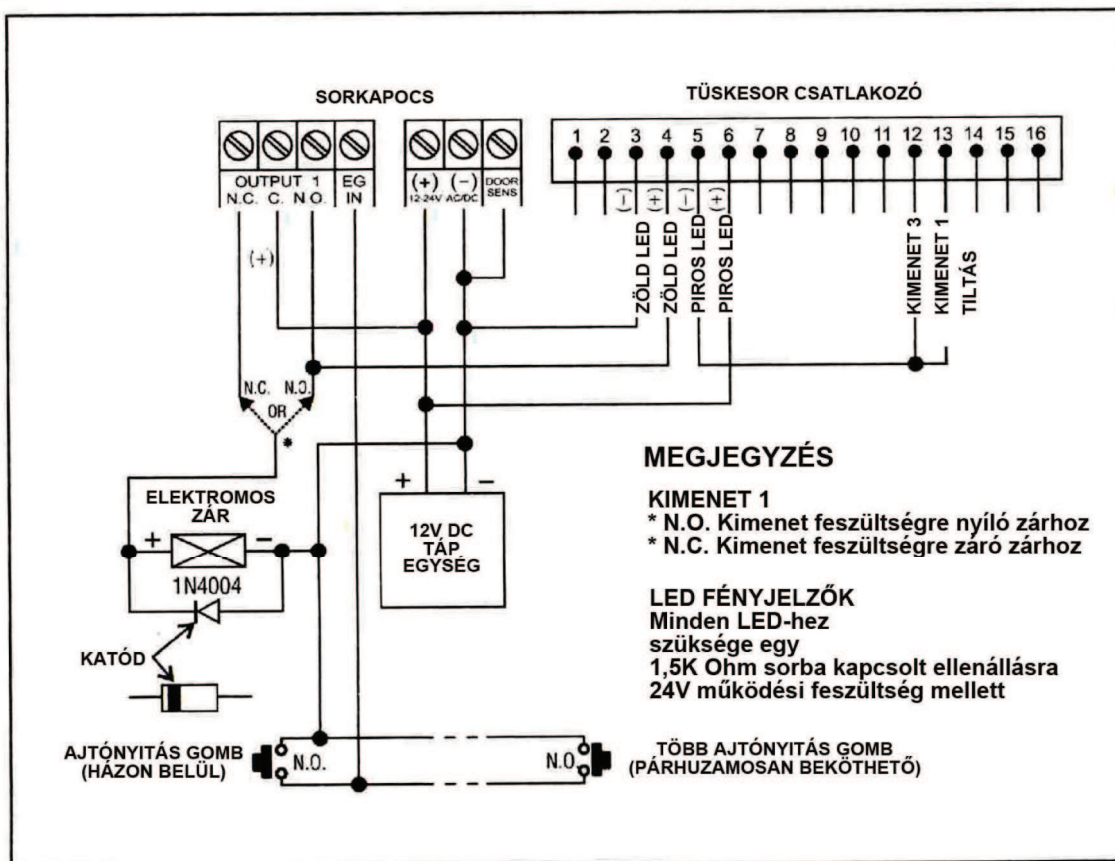 SORKAPOCS
TÜSKESOR CSATLAKOZÓ
1 2 3 4 5 6 7 8 9 10 11 12 13 14 15 16
OUTPUT 1
N.C. C. N.O.
EG
IN
(+)
12-24V
(-)
AC/DC
DOOR
SENS
(-)
(+)
(-)
(+)
ZÖLD LED
ZÖLD LED
PIROS LED
PIROS LED
KIMENET 3
KIMENET 1
TILTÁS
(+)
N.C. N.O.
OR
*
ELEKTROMOS
ZÁR
+ -
1N4004
KATÓD
+ -
12V DC
TÁP
EGYSÉG
MEGJEGYZÉS
KIMENET 1
* N.O. Kimenet feszültségre nyíló zárhoz
* N.C. Kimenet feszültségre záró zárhoz
LED FÉNYJELZŐK
Minden LED-hez
szüksége egy
1,5K Ohm sorba kapcsolt ellenállásra
24V működési feszültség mellett
AJTÓNYITÁS GOMB
(HÁZON BELÜL)
N.O.
N.O.
TÖBB AJTÓNYITÁS GOMB
(PÁRHUZAMOSAN BEKÖTHETŐ)